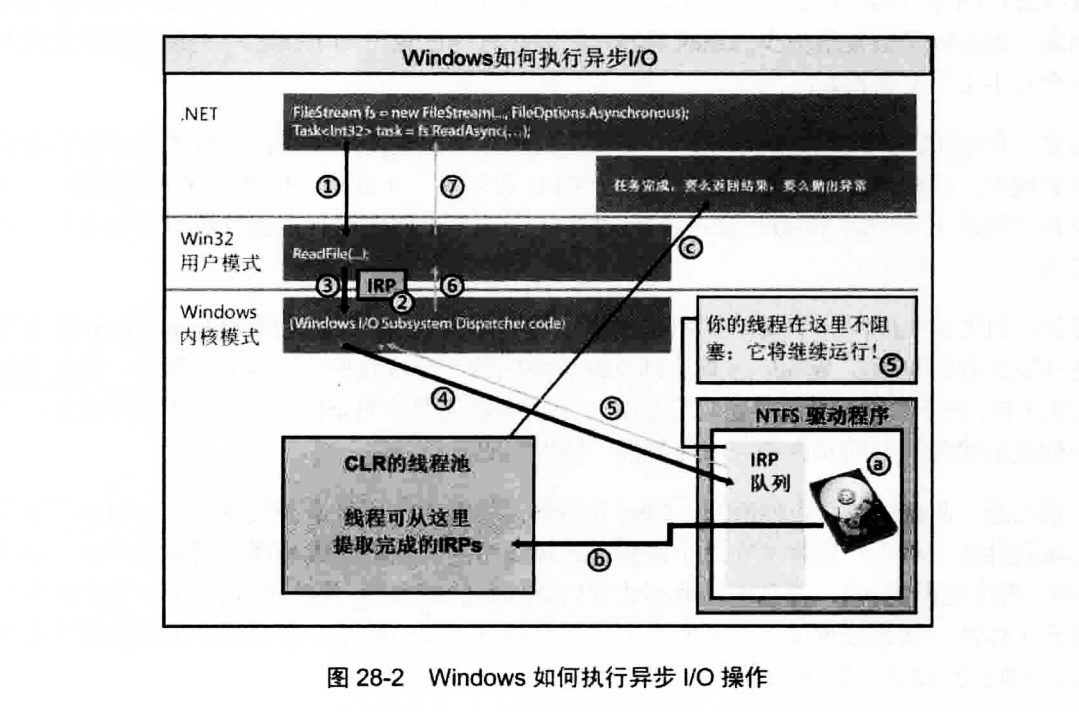 Windows如何执行异步I/O
.NET
FileStream fs = new FileStream(..., FileOptions.Asynchronous);
Task<Int32> task = fs.ReadAsync(...);
① ⑦
任务完成，要么返回结果，要么抛出异常
Win32
用户模式
ReadFile(...);
ⓒ
③ IRP ② ⑥
Windows
内核模式
(Windows I/O Subsystem Dispatcher code)
你的线程在这里不阻
塞；它将继续运行！⑤
④ ⑤
NTFS 驱动程序
IRP
队列
ⓐ
CLR的线程池
线程可从这里
提取完成的IRPs
ⓑ
图 28-2 Windows 如何执行异步 I/O 操作